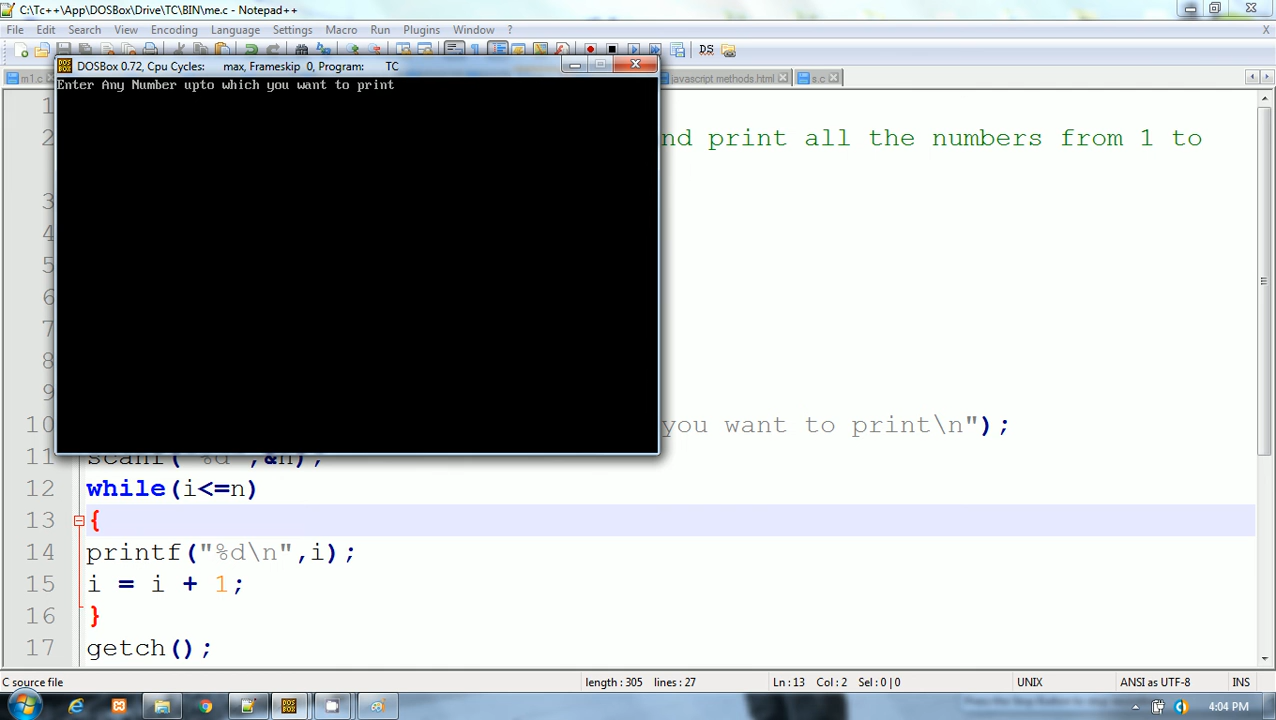 C:\Tc++\App\DOSBox\Drive\TC\BIN\me.c - Notepad++
File Edit Search View Encoding Language Settings Macro Run Plugins Window ? X
m1.c javascript methods.html s.c
DOSBox 0.72, Cpu Cycles: max, Frameskip 0, Program: TC
Enter Any Number upto which you want to print
1
2 nd print all the numbers from 1 to
3
4
5
6
7
8
9
10 you want to print\n");
11 scanf("%d",&n);
12 while(i<=n)
13 {
14 printf("%d\n",i);
15 i = i + 1;
16 }
17 getch();
C source file length : 305 lines : 27 Ln : 13 Col : 2 Sel : 0 | 0 UNIX ANSI as UTF-8 INS
4:04 PM